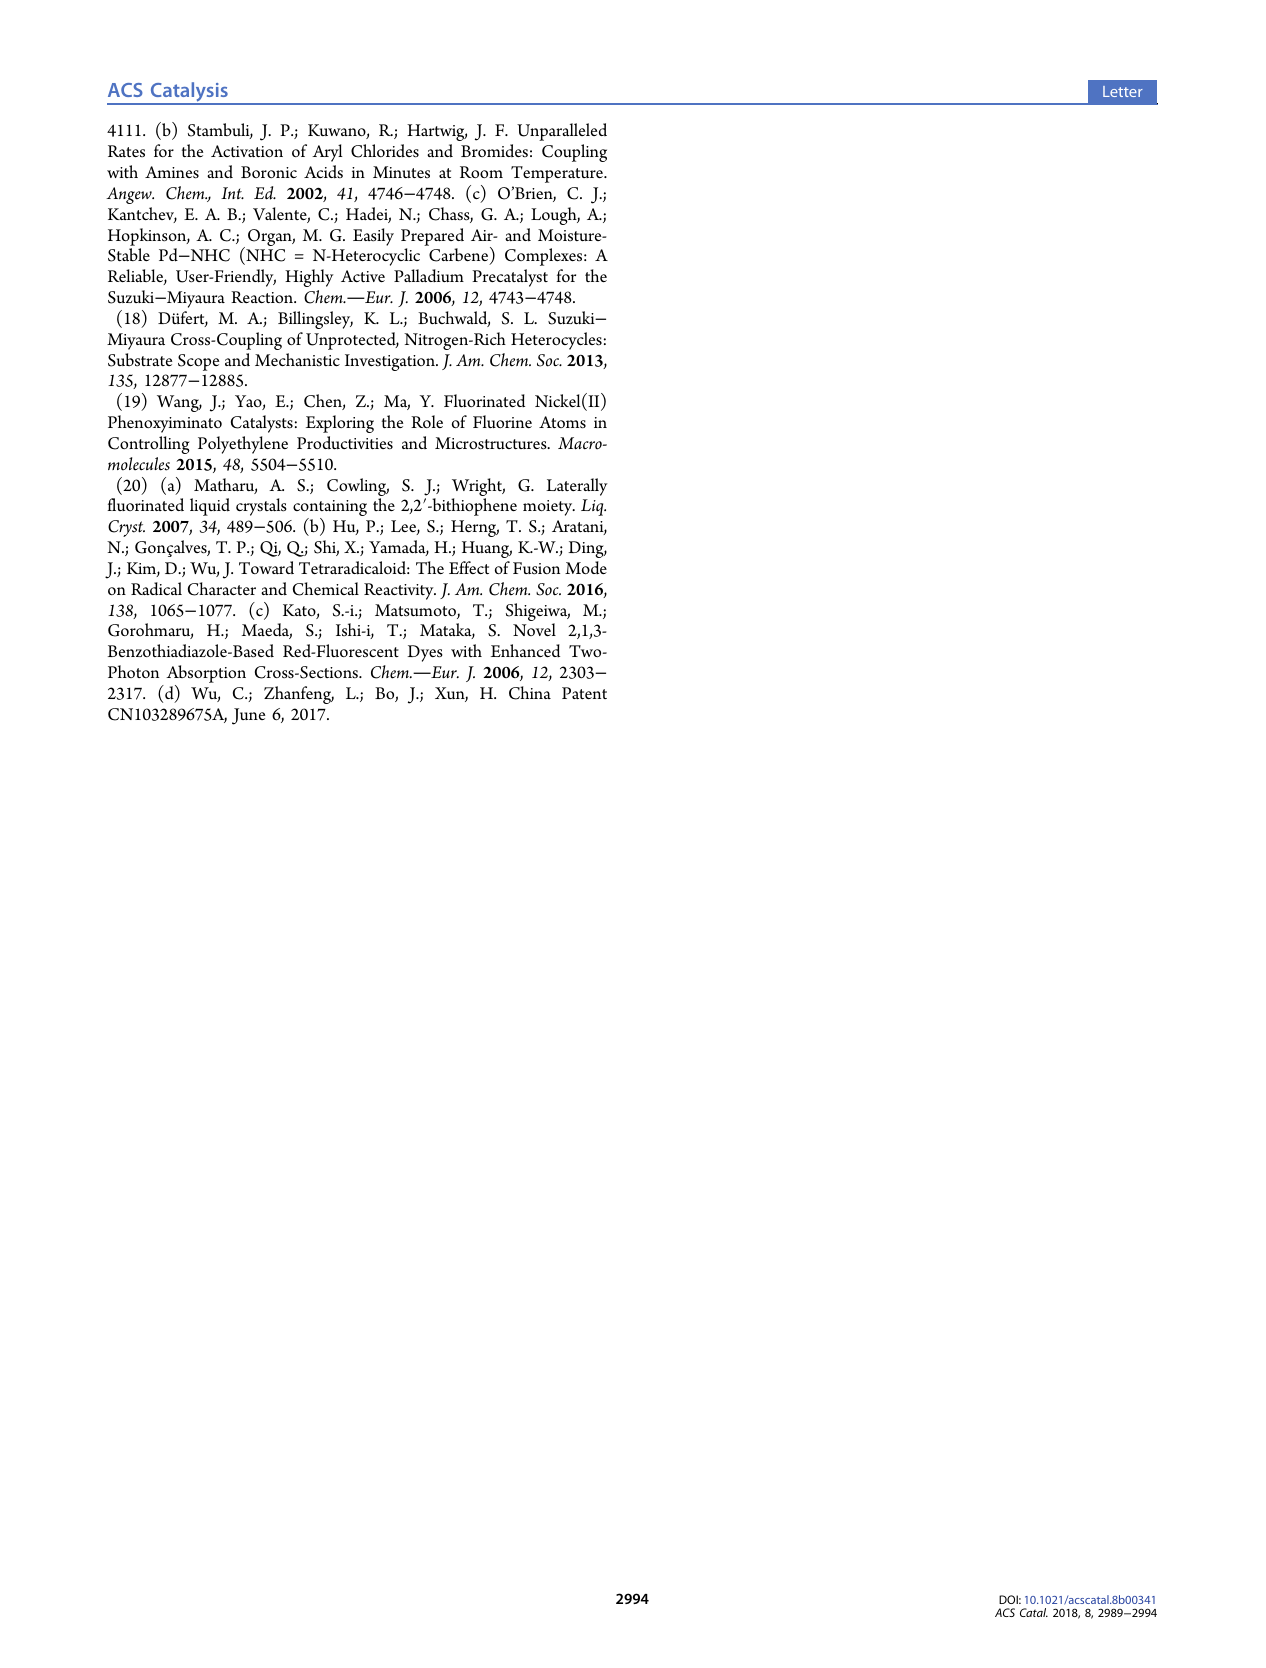 ACS Catalysis
Letter
4111. (b) Stambuli, J. P.; Kuwano, R.; Hartwig, J. F. Unparalleled
Rates for the Activation of Aryl Chlorides and Bromides: Coupling
with Amines and Boronic Acids in Minutes at Room Temperature.
Angew. Chem., Int. Ed. 2002, 41, 4746−4748. (c) O’Brien, C. J.;
Kantchev, E. A. B.; Valente, C.; Hadei, N.; Chass, G. A.; Lough, A.;
Hopkinson, A. C.; Organ, M. G. Easily Prepared Air- and Moisture-
Stable Pd−NHC (NHC = N-Heterocyclic Carbene) Complexes: A
Reliable, User-Friendly, Highly Active Palladium Precatalyst for the
Suzuki−Miyaura Reaction. Chem.—Eur. J. 2006, 12, 4743−4748.
(18) Düfert, M. A.; Billingsley, K. L.; Buchwald, S. L. Suzuki−
Miyaura Cross-Coupling of Unprotected, Nitrogen-Rich Heterocycles:
Substrate Scope and Mechanistic Investigation. J. Am. Chem. Soc. 2013,
135, 12877−12885.
(19) Wang, J.; Yao, E.; Chen, Z.; Ma, Y. Fluorinated Nickel(II)
Phenoxyiminato Catalysts: Exploring the Role of Fluorine Atoms in
Controlling Polyethylene Productivities and Microstructures. Macro-
molecules 2015, 48, 5504−5510.
(20) (a) Matharu, A. S.; Cowling, S. J.; Wright, G. Laterally
fluorinated liquid crystals containing the 2,2′-bithiophene moiety. Liq.
Cryst. 2007, 34, 489−506. (b) Hu, P.; Lee, S.; Herng, T. S.; Aratani,
N.; Gonçalves, T. P.; Qi, Q.; Shi, X.; Yamada, H.; Huang, K.-W.; Ding,
J.; Kim, D.; Wu, J. Toward Tetraradicaloid: The Effect of Fusion Mode
on Radical Character and Chemical Reactivity. J. Am. Chem. Soc. 2016,
138, 1065−1077. (c) Kato, S.-i.; Matsumoto, T.; Shigeiwa, M.;
Gorohmaru, H.; Maeda, S.; Ishi-i, T.; Mataka, S. Novel 2,1,3-
Benzothiadiazole-Based Red-Fluorescent Dyes with Enhanced Two-
Photon Absorption Cross-Sections. Chem.—Eur. J. 2006, 12, 2303−
2317. (d) Wu, C.; Zhanfeng, L.; Bo, J.; Xun, H. China Patent
CN103289675A, June 6, 2017.
2994
DOI: 10.1021/acscatal.8b00341
ACS Catal. 2018, 8, 2989−2994